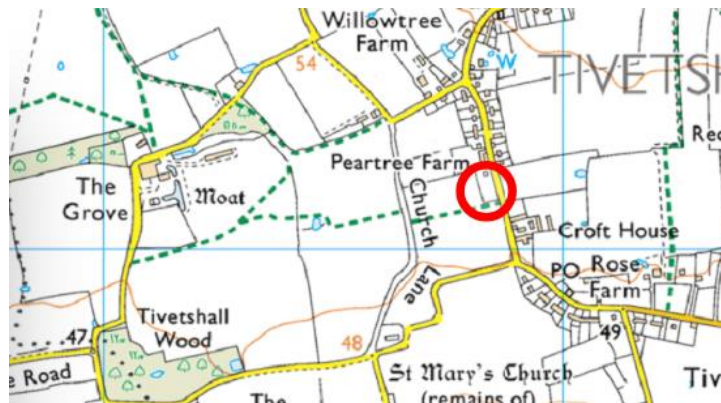 Willowtree
Farm
54
W
TIVETSH
Peartree Farm
Rec
The
Grove
Moat
Church
Lane
Croft House
PO
Rose
Farm
Tivetshall
Wood
47
48
49
e Road
St Mary's Church
(remains of)
The
Tiv